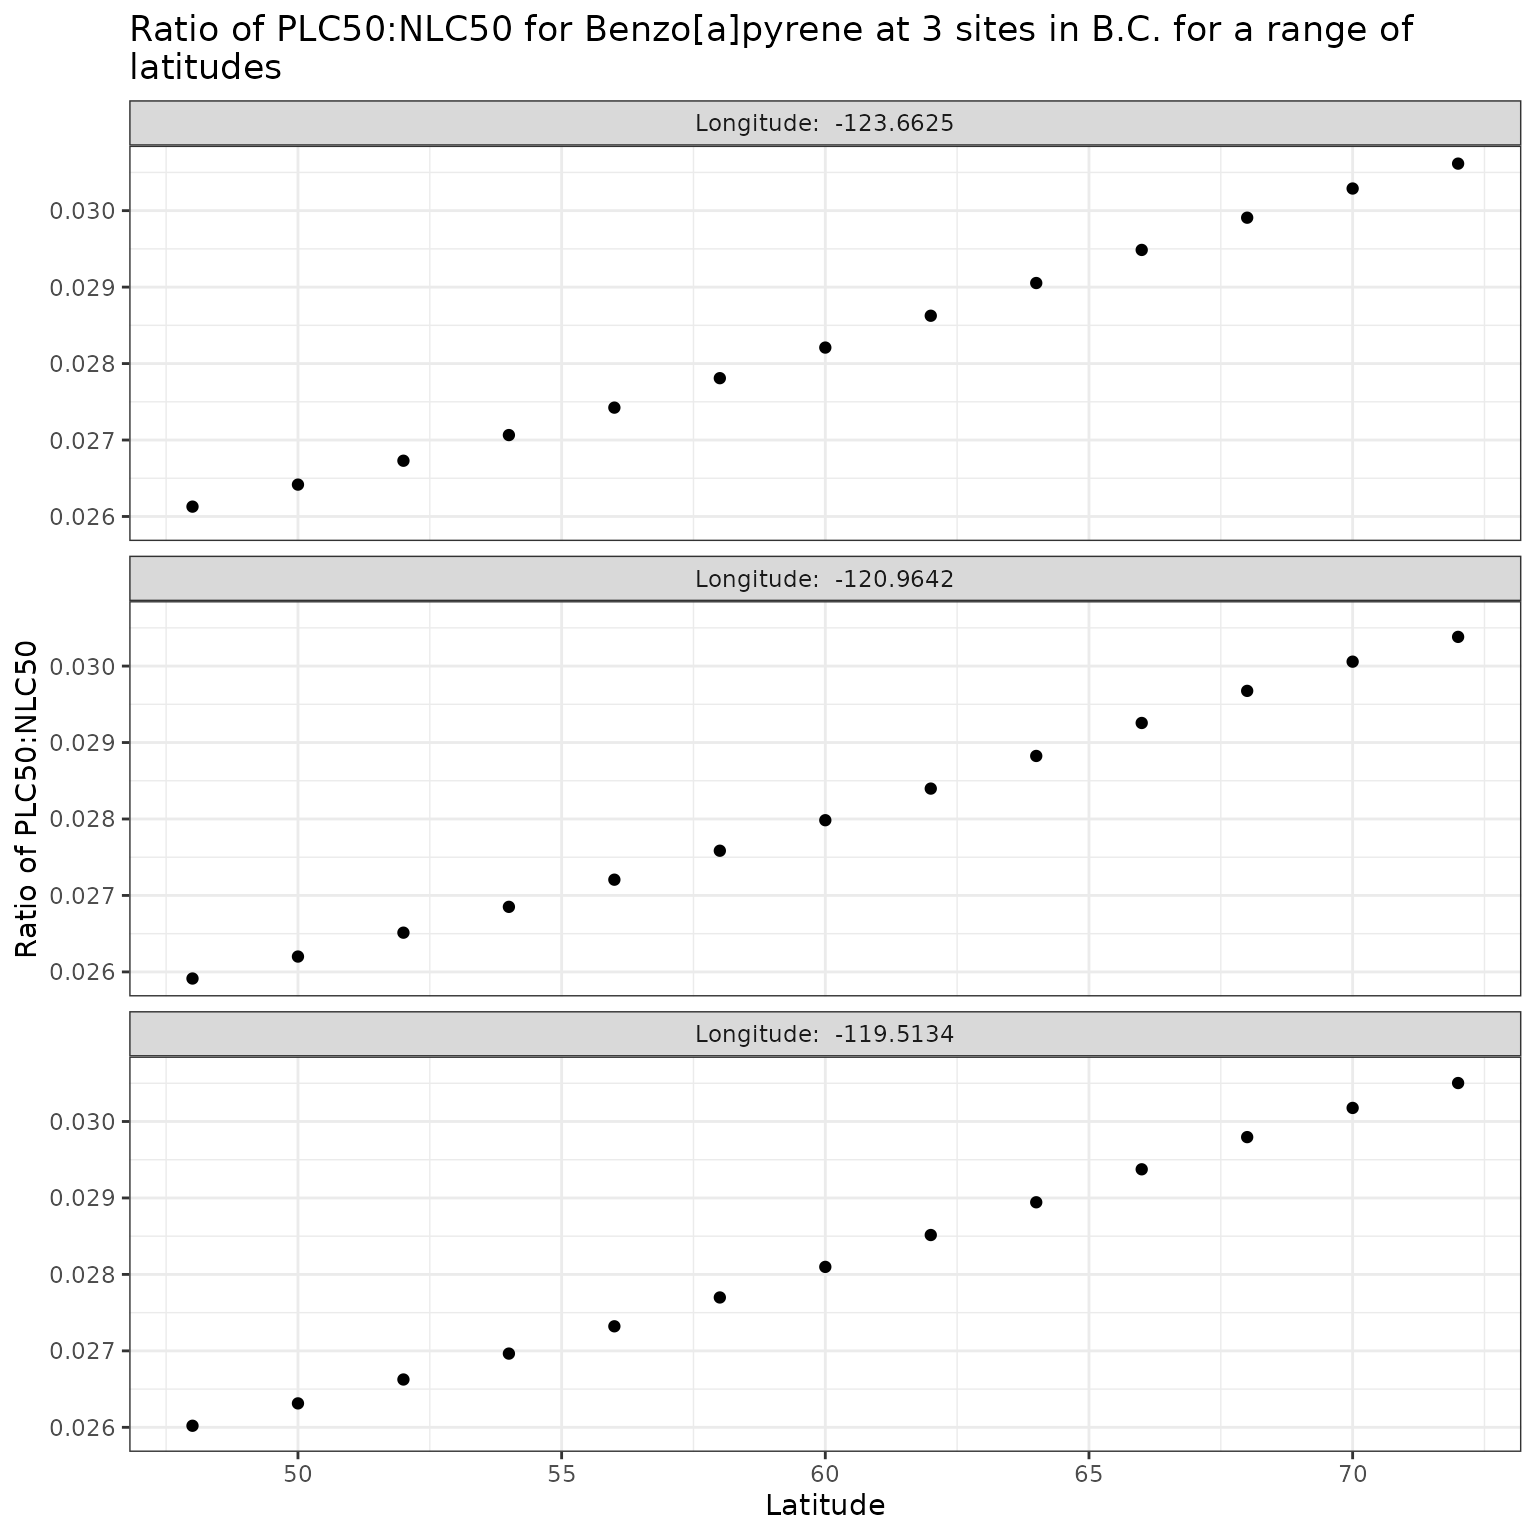 Ratio of PLC50:NLC50 for Benzo[a]pyrene at 3 sites in B.C. for a range of
latitudes
Longitude:  -123.6625
0.030
0.029
0.028
0.027
0.026
Longitude:  -120.9642
0.030
0.029
0.028
0.027
0.026
Longitude:  -119.5134
0.030
0.029
0.028
0.027
0.026
Ratio of PLC50:NLC50
50 55 60 65 70
Latitude